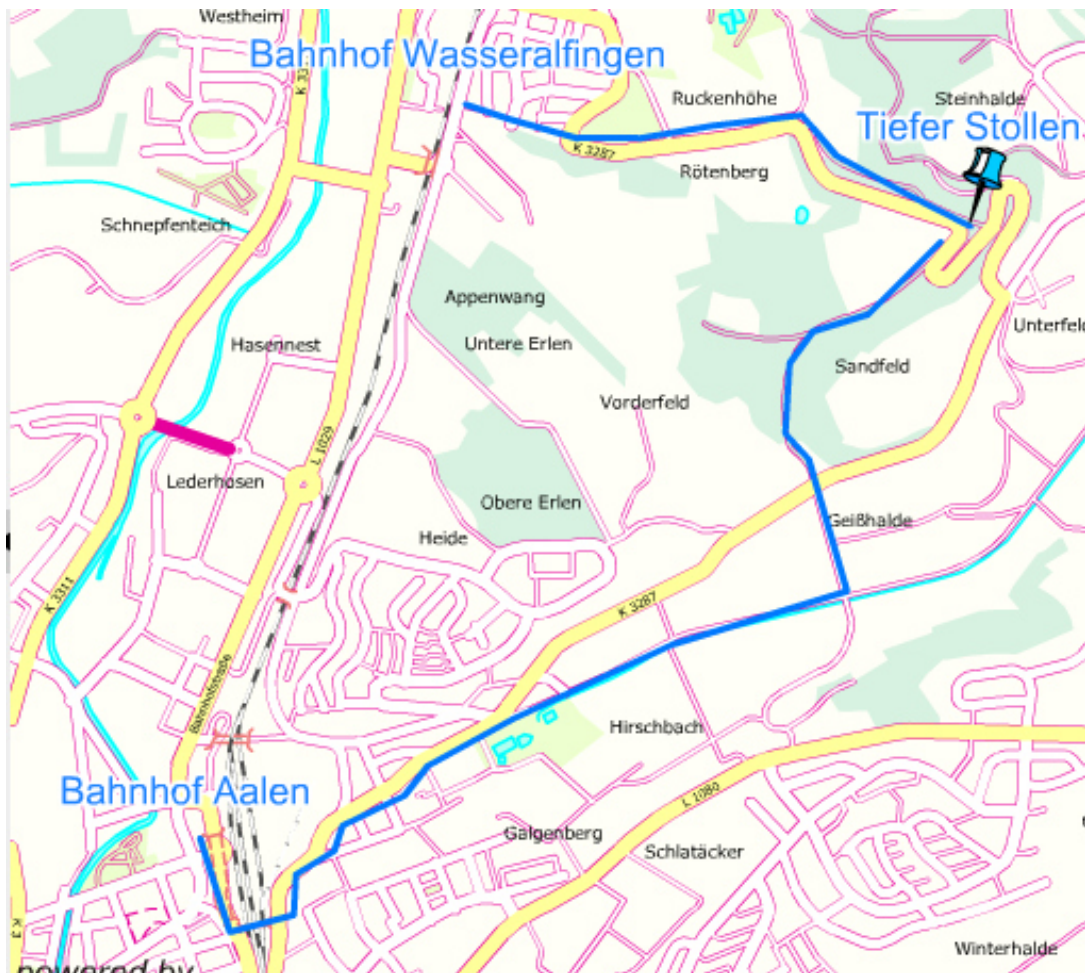 Westheim
Bahnhof Wasseralfingen
K 33
Ruckenhöhe
Steinhalde
Tiefer Stollen
K 3287
Rötenberg
Schnepfenteich
Appenwang
Unterfeld
Hasennest
Untere Erlen
Sandfeld
Vorderfeld
L 1029
Lederhosen
Obere Erlen
Geißhalde
Heide
K 3311
K 3287
Bahnhofstraße
Hirschbach
Bahnhof Aalen
L 1080
Galgenberg
Schlatäcker
K 3
Winterhalde
powered by